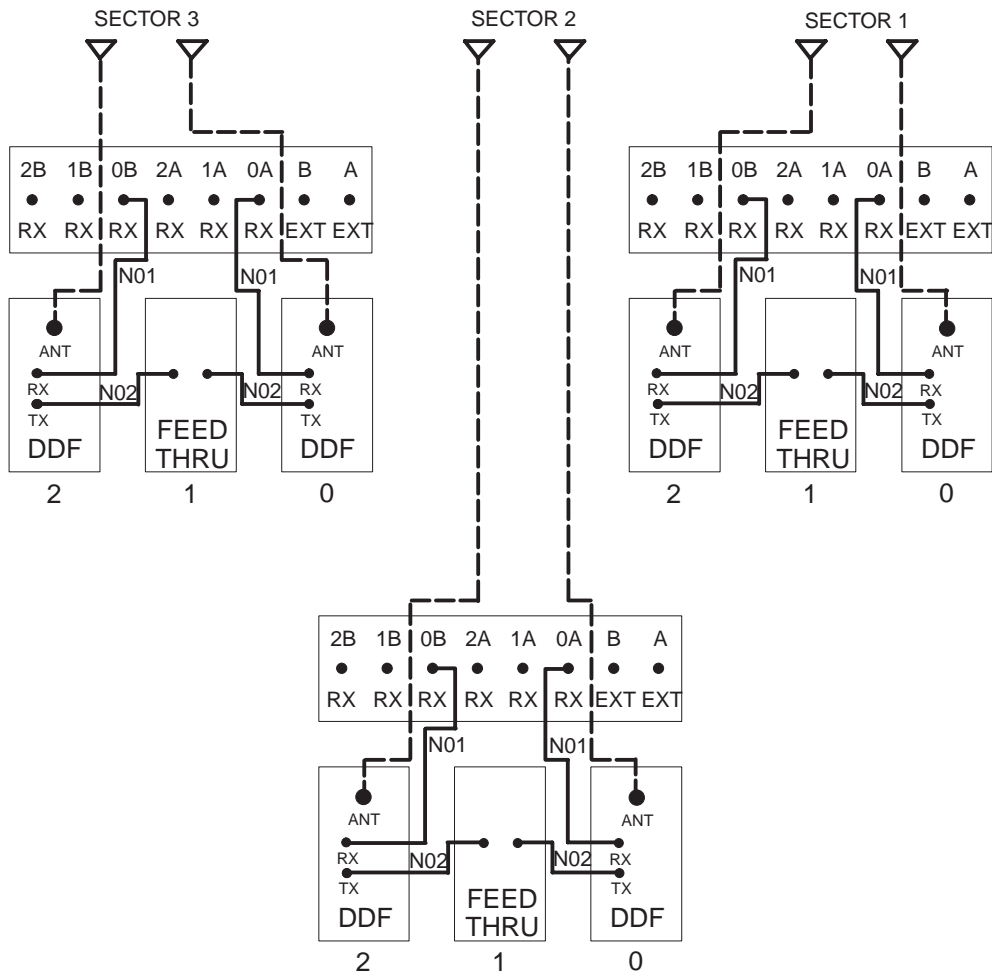 SECTOR 3 SECTOR 2 SECTOR 1
2B 1B 0B 2A 1A 0A B A 2B 1B 0B 2A 1A 0A B A
RX RX RX RX RX RX EXT EXT RX RX RX RX RX RX EXT EXT
N01 N01 N01 N01
ANT ANT ANT ANT
RX N02 N02 RX RX N02 N02 RX
TX TX TX TX
DDF FEED DDF DDF FEED DDF
THRU THRU
2 1 0 2 1 0
2B 1B 0B 2A 1A 0A B A
RX RX RX RX RX RX EXT EXT
N01 N01
ANT ANT
RX N02 N02 RX
TX TX
DDF FEED DDF
THRU
2 1 0